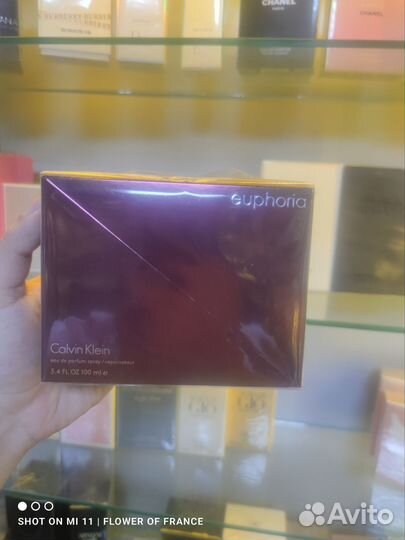 CHANEL
CHANEL
euphoria
Calvin Klein
eau de parfum spray / vaporisateur
3.4 FL OZ 100 ml e
SHOT ON MI 11 | FLOWER OF FRANCE
Avito